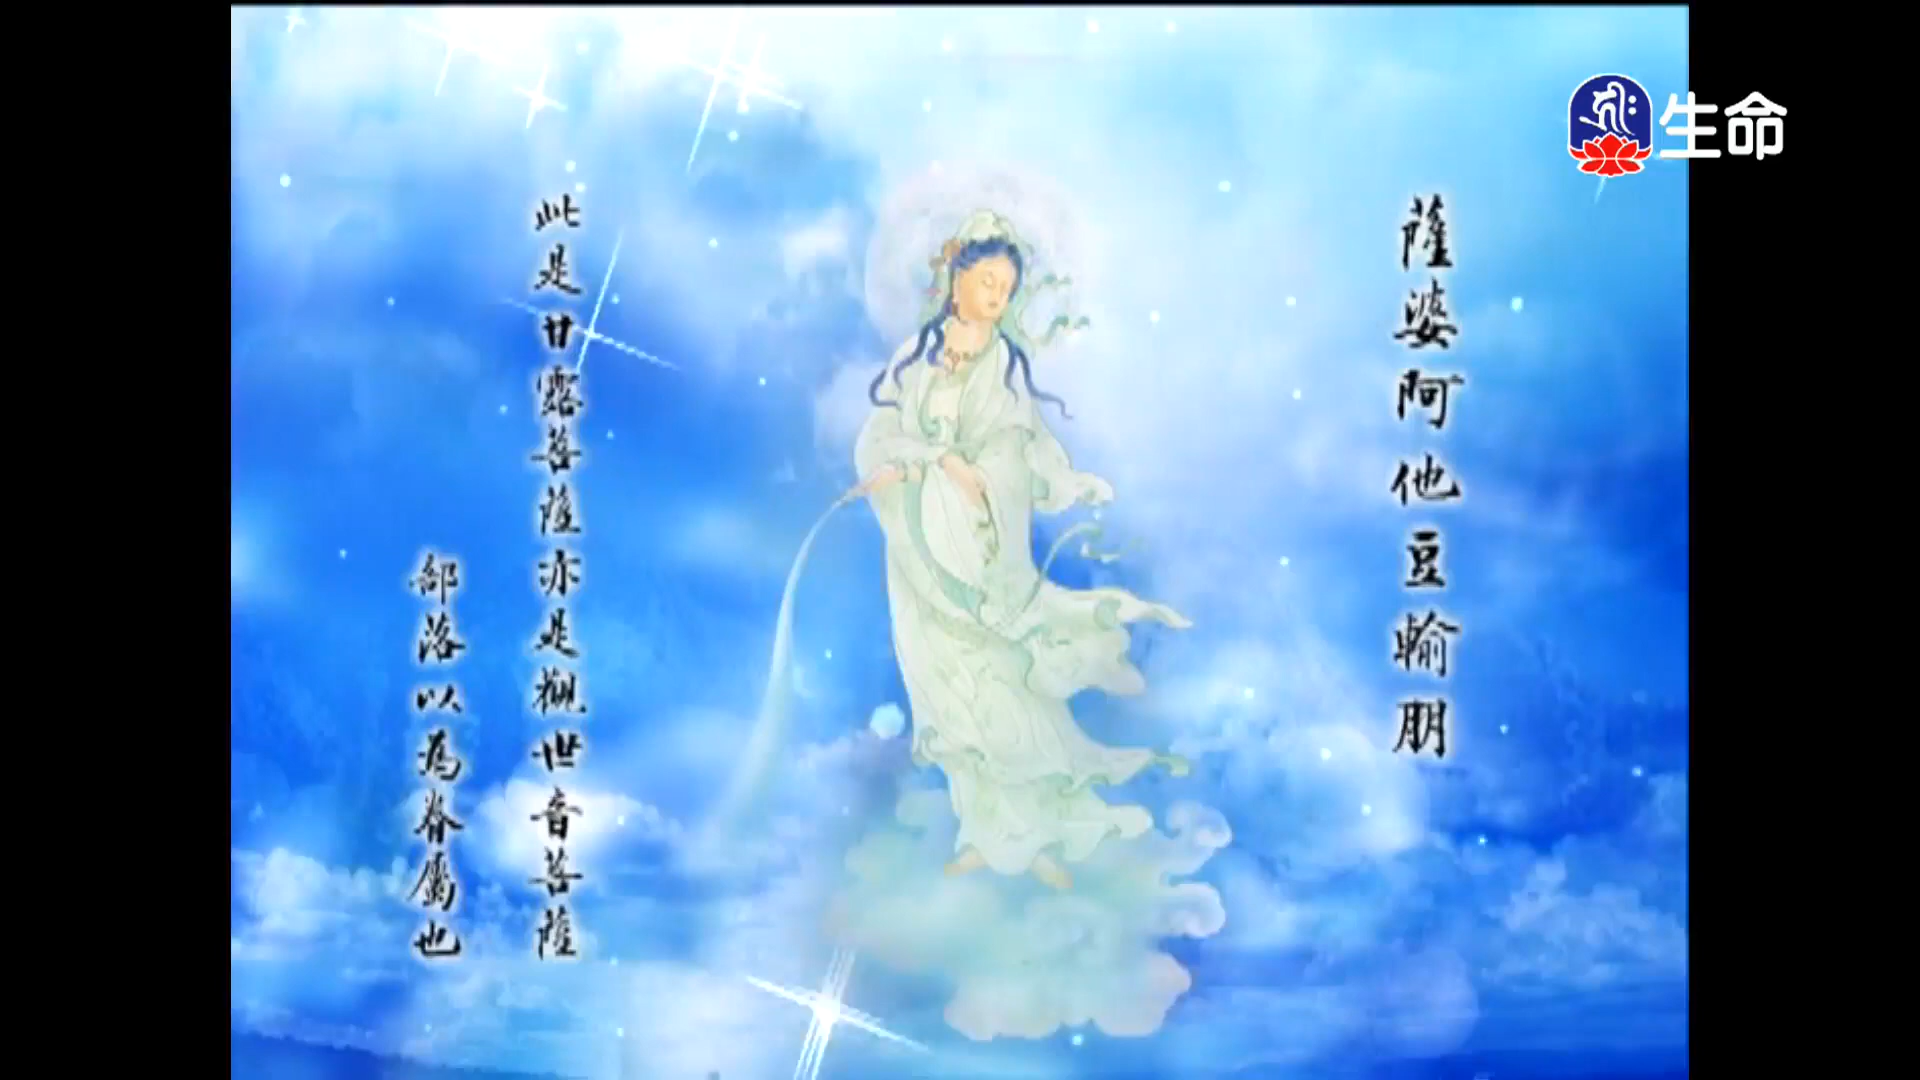 生命
薩婆阿他豆輸朋
此是甘露菩薩亦是觀世音菩薩
部落以為眷屬也